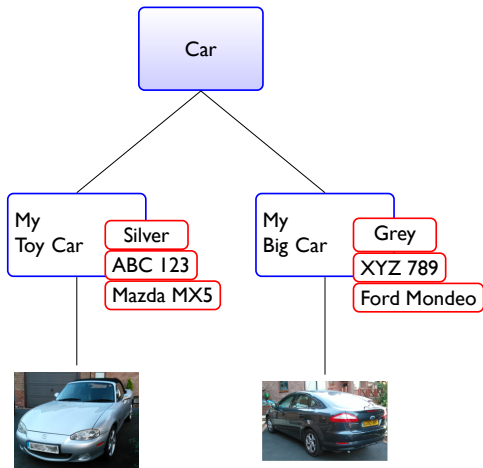 Car
My
Toy Car
Silver
ABC 123
Mazda MX5
My
Big Car
Grey
XYZ 789
Ford Mondeo